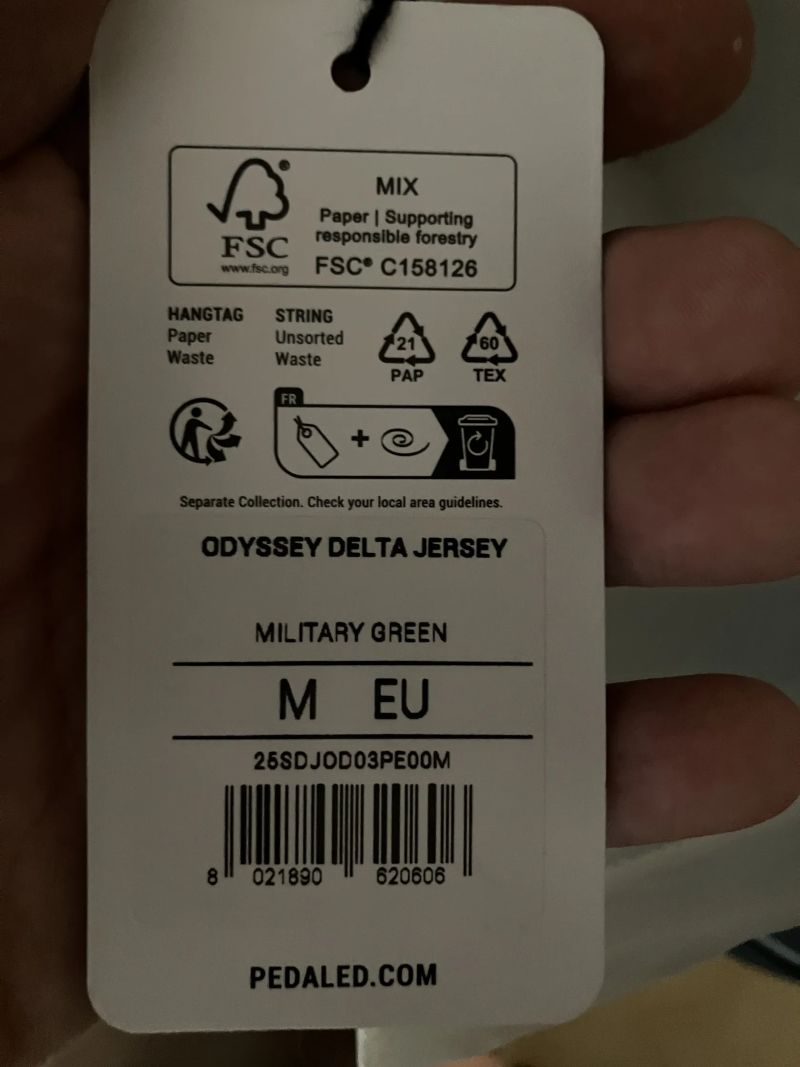 MIX
Paper | Supporting
responsible forestry
FSC® C158126
FSC
www.fsc.org
HANGTAG
Paper
Waste
STRING
Unsorted
Waste
21
PAP
60
TEX
FR
+
Separate Collection. Check your local area guidelines.
ODYSSEY DELTA JERSEY
MILITARY GREEN
M EU
25SDJOD03PE00M
8 021890 620606
PEDALED.COM